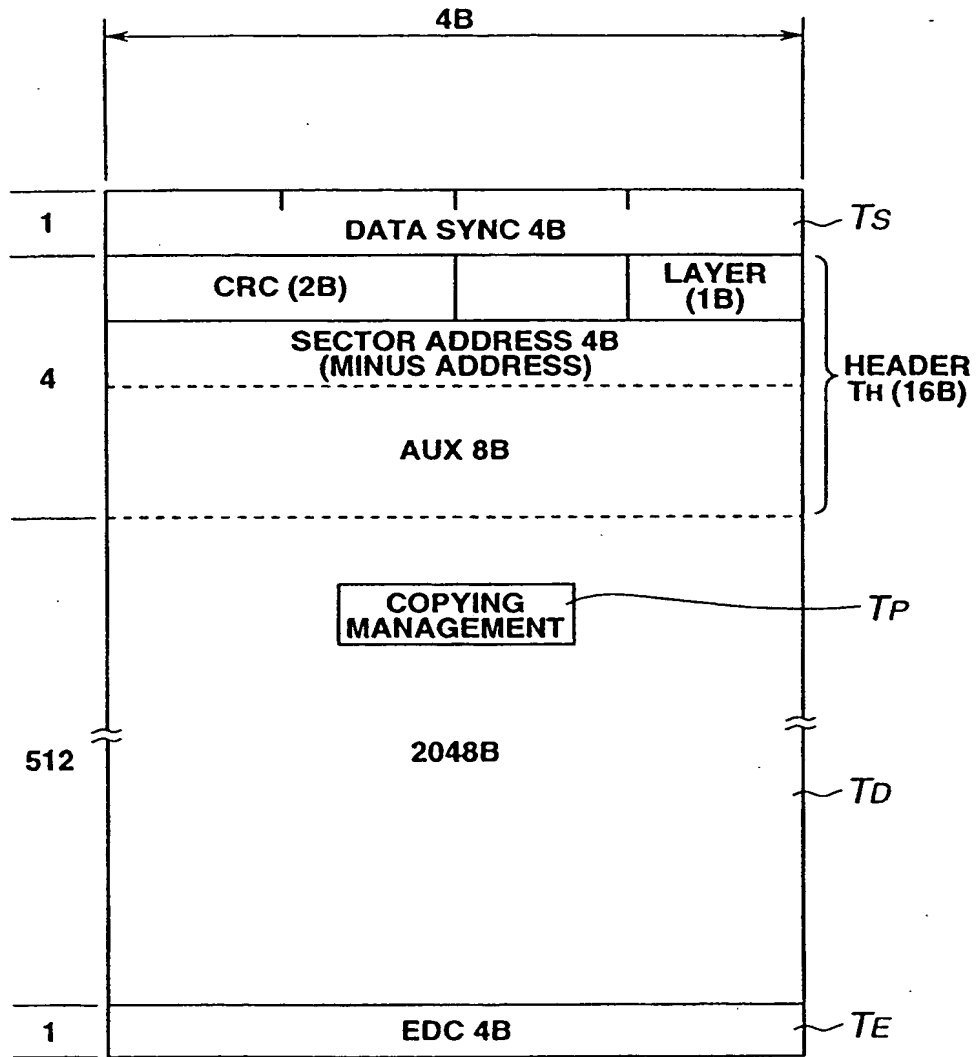 4B
1
DATA SYNC 4B
TS
CRC (2B)
LAYER
(1B)
4
SECTOR ADDRESS 4B
(MINUS ADDRESS)
HEADER
TH (16B)
AUX 8B
COPYING
MANAGEMENT
TP
512
2048B
TD
1
EDC 4B
TE